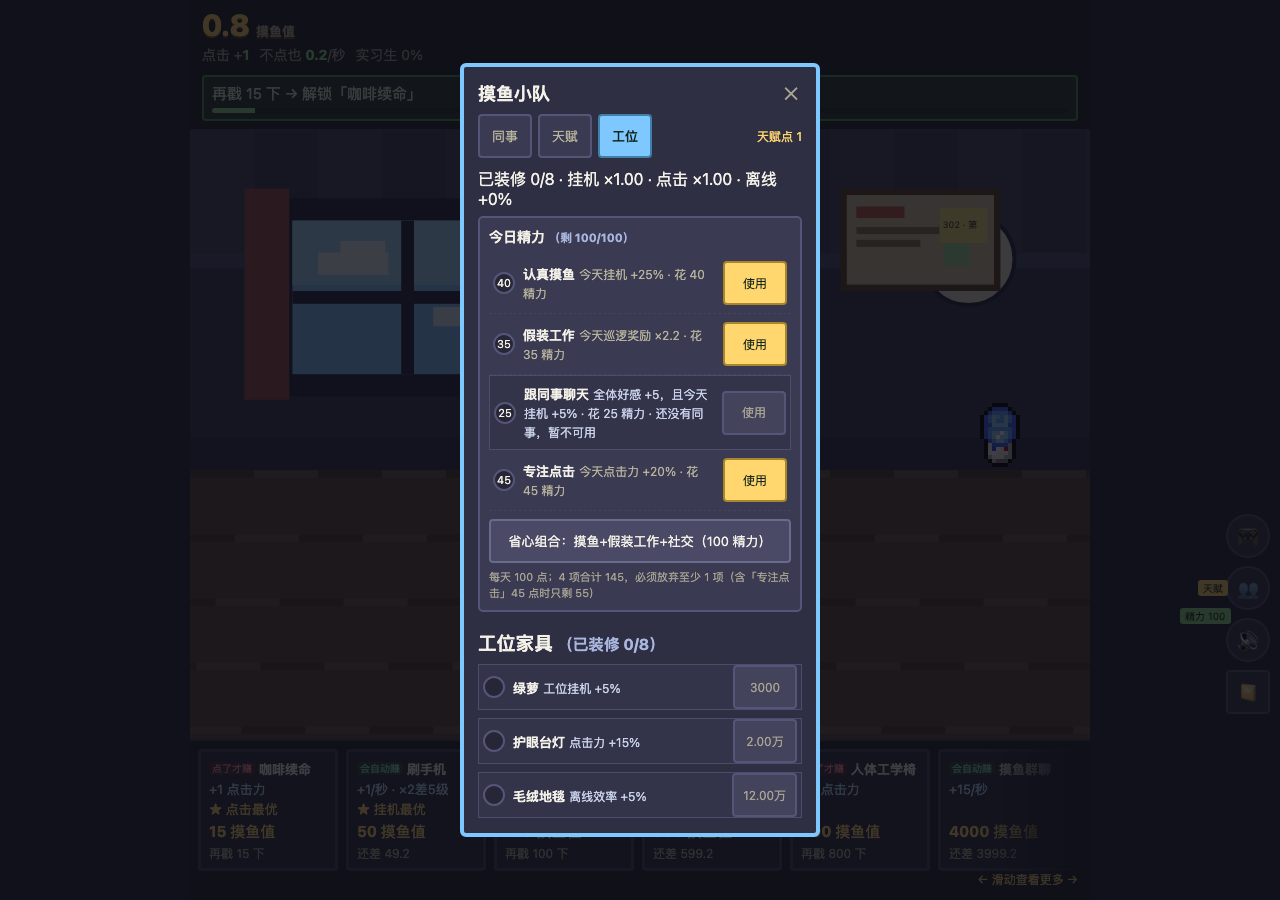 0.8 摸鱼值
点击 +1 不点也 0.2/秒 实习生 0%
再戳 15 下 → 解锁「咖啡续命」
摸鱼小队
同事
天赋
工位
天赋点 1
已装修 0/8 · 挂机 ×1.00 · 点击 ×1.00 · 离线
+0%
今日精力 (剩 100/100)
40
认真摸鱼 今天挂机 +25% · 花 40
精力
使用
35
假装工作 今天巡逻奖励 ×2.2 · 花
35 精力
使用
25
跟同事聊天 全体好感 +5，且今天
挂机 +5% · 花 25 精力 · 还没有同
事，暂不可用
使用
45
专注点击 今天点击力 +20% · 花
45 精力
使用
省心组合：摸鱼+假装工作+社交（100 精力）
每天 100 点；4 项合计 145，必须放弃至少 1 项（含「专注点
击」45 点时只剩 55）
工位家具 （已装修 0/8）
绿萝 工位挂机 +5%
3000
护眼台灯 点击力 +15%
2.00万
毛绒地毯 离线效率 +5%
12.00万
302 · 第
天赋
精力 100
点了才赚 咖啡续命
+1 点击力
★ 点击最优
15 摸鱼值
再戳 15 下
会自动赚 刷手机
+1/秒 · ×2差5级
★ 挂机最优
50 摸鱼值
还差 49.2
再戳 100 下
还差 599.2
才赚 人体工学椅
点击力
0 摸鱼值
再戳 800 下
会自动赚 摸鱼群聊
+15/秒
4000 摸鱼值
还差 3999.2
← 滑动查看更多 →